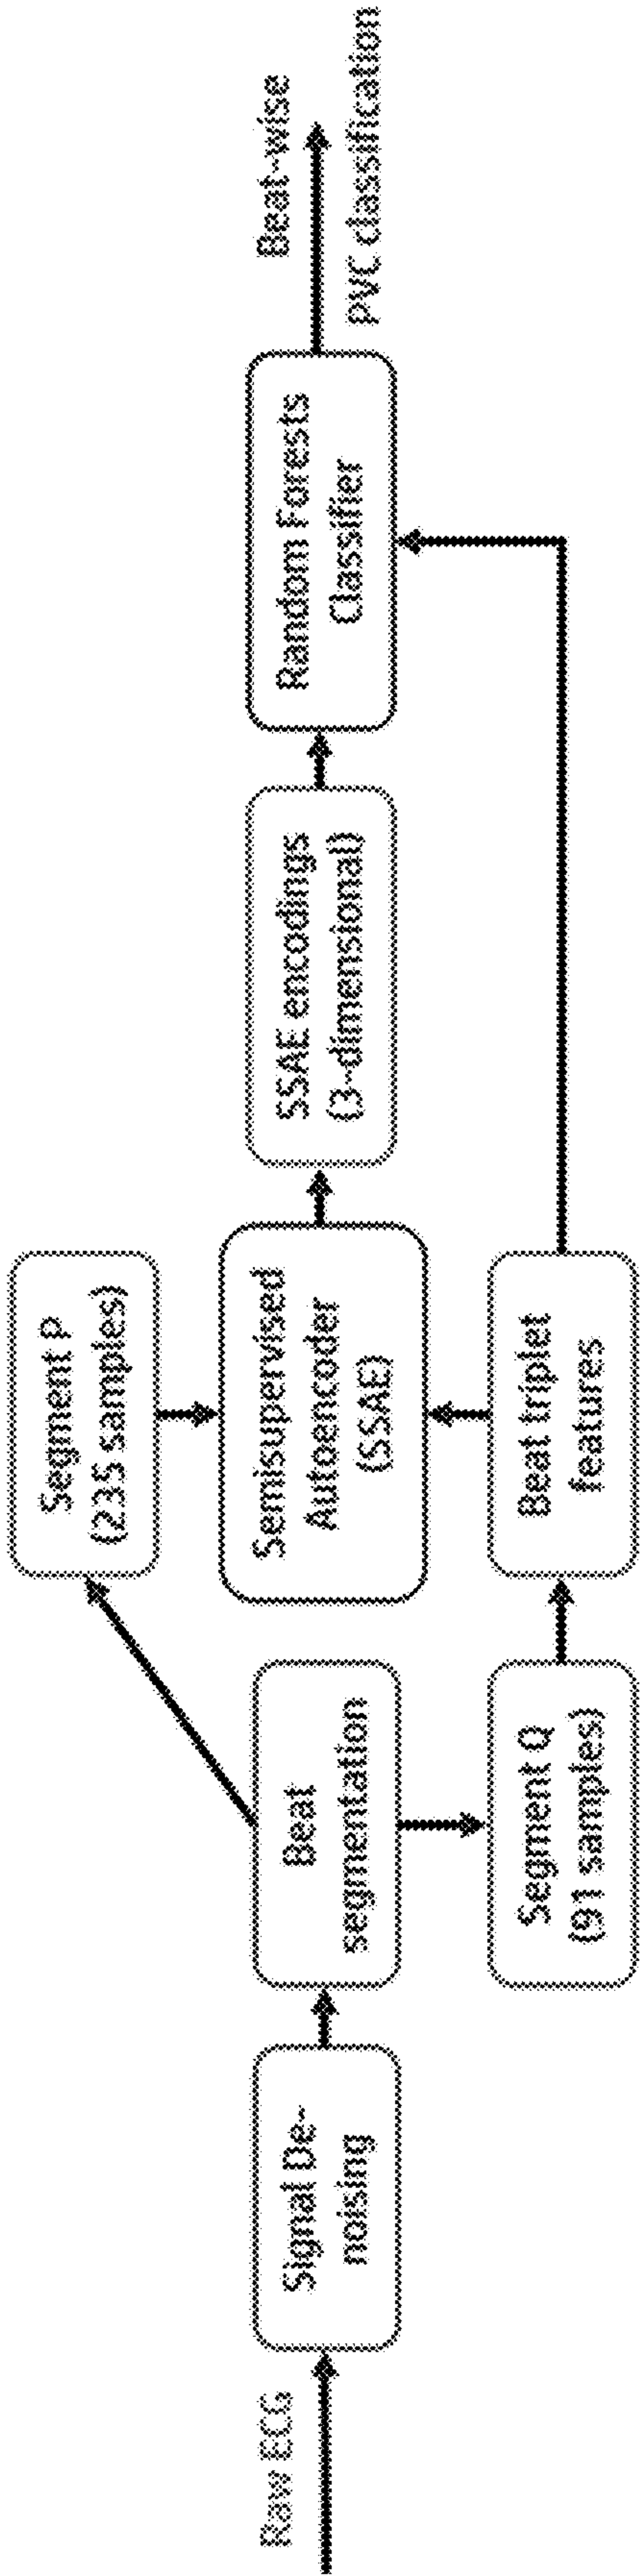 Raw ECG
Signal De-
noising
Beat
segmentation
Segment P
(235 samples)
Segment Q
(91 samples)
Semisupervised
Autoencoder
(SSAE)
Beat triplet
features
SSAE encodings
(3-dimensional)
Random Forests
Classifier
Beat-wise
PVC classification